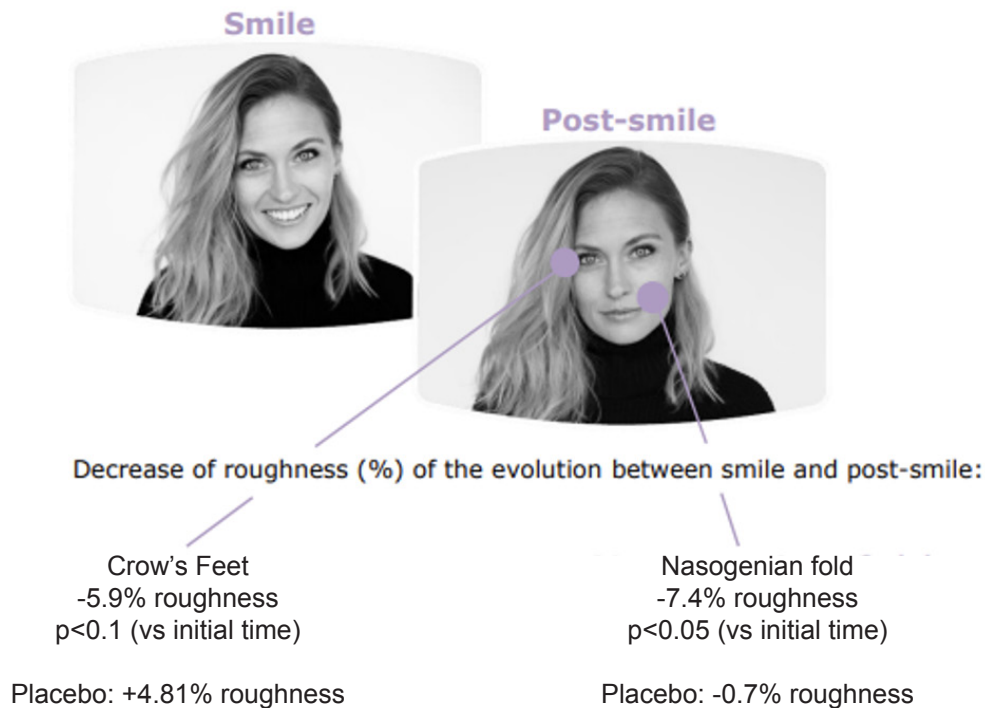 Smile
Post-smile
Decrease of roughness (%) of the evolution between smile and post-smile:
Crow's Feet
-5.9% roughness
p<0.1 (vs initial time)
Placebo: +4.81% roughness
Nasogenian fold
-7.4% roughness
p<0.05 (vs initial time)
Placebo: -0.7% roughness